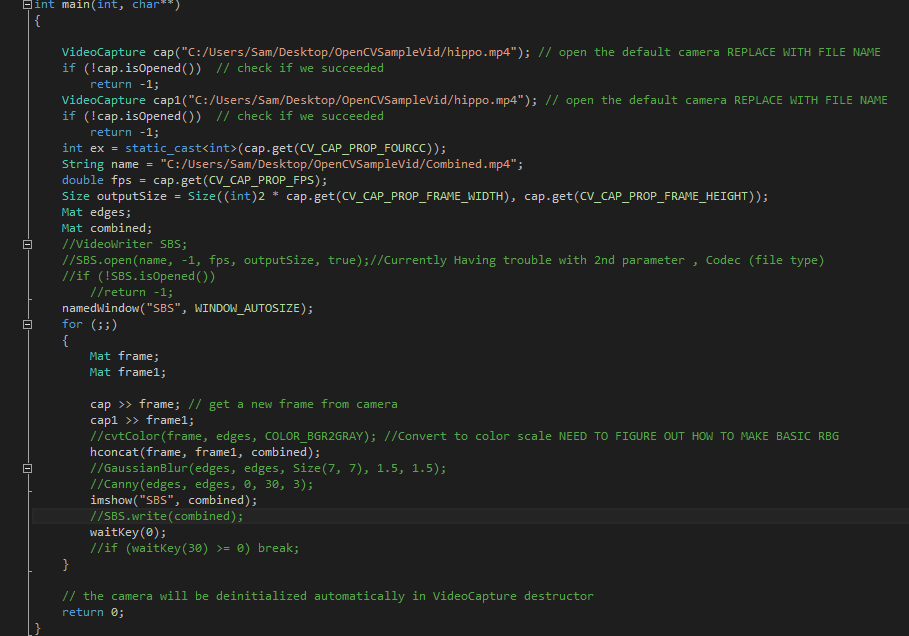 int main(int, char**)
{
VideoCapture cap("C:/Users/Sam/Desktop/OpenCVSampleVid/hippo.mp4"); // open the default camera REPLACE WITH FILE NAME
if (!cap.isOpened())  // check if we succeeded
return -1;
VideoCapture cap1("C:/Users/Sam/Desktop/OpenCVSampleVid/hippo.mp4"); // open the default camera REPLACE WITH FILE NAME
if (!cap.isOpened())  // check if we succeeded
return -1;
int ex = static_cast<int>(cap.get(CV_CAP_PROP_FOURCC));
String name = "C:/Users/Sam/Desktop/OpenCVSampleVid/Combined.mp4";
double fps = cap.get(CV_CAP_PROP_FPS);
Size outputSize = Size((int)2 * cap.get(CV_CAP_PROP_FRAME_WIDTH), cap.get(CV_CAP_PROP_FRAME_HEIGHT));
Mat edges;
Mat combined;
//VideoWriter SBS;
//SBS.open(name, -1, fps, outputSize, true);//Currently Having trouble with 2nd parameter , Codec (file type)
//if (!SBS.isOpened())
//return -1;
namedWindow("SBS", WINDOW_AUTOSIZE);
for (;;)
{
Mat frame;
Mat frame1;
cap >> frame; // get a new frame from camera
cap1 >> frame1;
//cvtColor(frame, edges, COLOR_BGR2GRAY); //Convert to color scale NEED TO FIGURE OUT HOW TO MAKE BASIC RBG
hconcat(frame, frame1, combined);
//GaussianBlur(edges, edges, Size(7, 7), 1.5, 1.5);
//Canny(edges, edges, 0, 30, 3);
imshow("SBS", combined);
//SBS.write(combined);
waitKey(0);
//if (waitKey(30) >= 0) break;
}
// the camera will be deinitialized automatically in VideoCapture destructor
return 0;
}